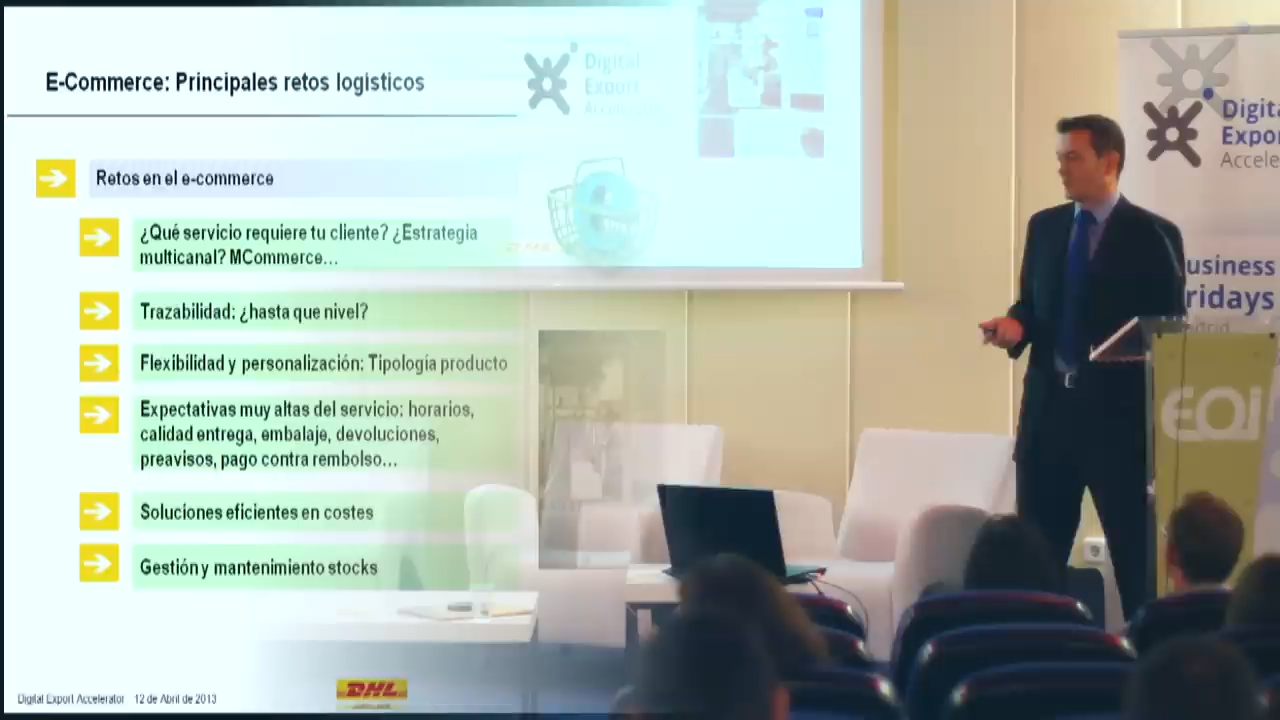 E-Commerce: Principales retos logísticos
Digital
Export
Retos en el e-commerce
¿Qué servicio requiere tu cliente? ¿Estrategia
multicanal? MCommerce...
Trazabilidad: ¿hasta que nivel?
Flexibilidad y personalización: Tipología producto
Expectativas muy altas del servicio: horarios,
calidad entrega, embalaje, devoluciones,
preavisos, pago contra rembolso...
Soluciones eficientes en costes
Gestión y mantenimiento stocks
Digital Export Accelerator 12 de Abril de 2013
DHL
Digita
Expo
Accele
usiness
ridays
EOi